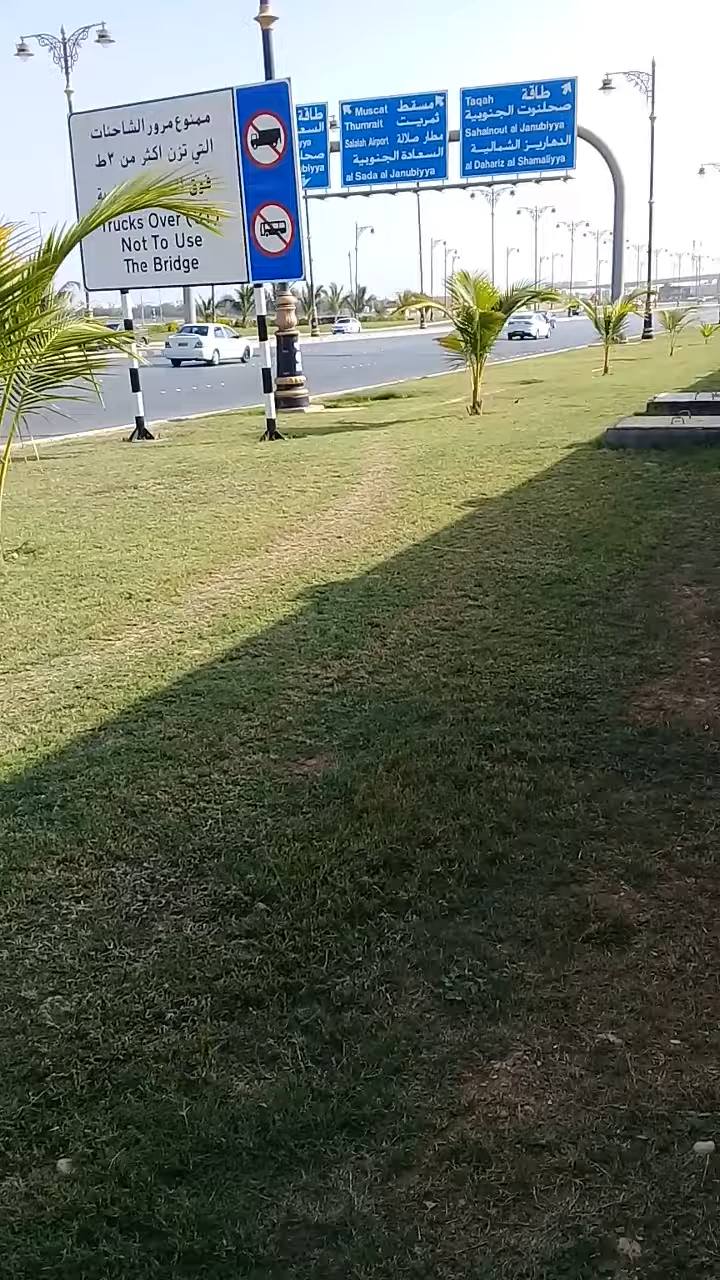 ممنوع مرور الشاحنات
التي تزن اكثر من ٣ط
فوق
Trucks Over
Not To Use
The Bridge
طاقة
Muscat مسقط
Thumrait ثمريت
Salalah Airport مطار صلالة
السعادة الجنوبية
al Sada al Janubiyya
Taqah طاقة
صحلنوت الجنوبية
Sahalnout al Janubiyya
الدهاريز الشمالية
al Dahariz al Shamaliyya